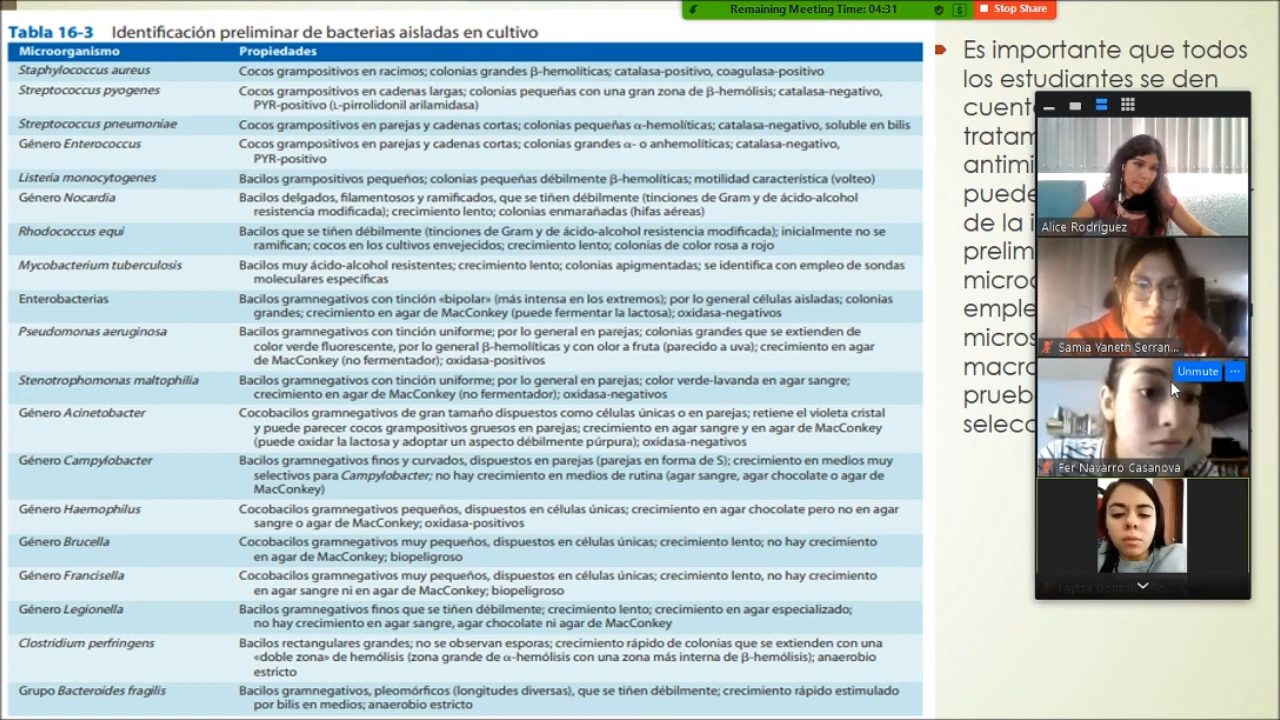 Remaining Meeting Time: 04:31
Stop Share
Tabla 16-3 Identificación preliminar de bacterias aisladas en cultivo
Microorganismo Propiedades
Staphylococcus aureus Cocos grampositivos en racimos; colonias grandes β-hemolíticas; catalasa-positivo, coagulasa-positivo
Streptococcus pyogenes Cocos grampositivos en cadenas largas; colonias pequeñas con una gran zona de β-hemólisis; catalasa-negativo,
PYR-positivo (L-pirrolidonil arilamidasa)
Streptococcus pneumoniae Cocos grampositivos en parejas y cadenas cortas; colonias pequeñas α-hemolíticas; catalasa-negativo, soluble en bilis
Género Enterococcus Cocos grampositivos en parejas y cadenas cortas; colonias grandes α- o anhemolíticas; catalasa-negativo,
PYR-positivo
Listeria monocytogenes Bacilos grampositivos pequeños; colonias pequeñas débilmente β-hemolíticas; motilidad característica (volteo)
Género Nocardia Bacilos delgados, filamentosos y ramificados, que se tiñen débilmente (tinciones de Gram y de ácido-alcohol
resistencia modificada); crecimiento lento; colonias enmarañadas (hifas aéreas)
Rhodococcus equi Bacilos que se tiñen débilmente (tinciones de Gram y de ácido-alcohol resistencia modificada); inicialmente no se
ramifican; cocos en los cultivos envejecidos; crecimiento lento; colonias de color rosa a rojo
Mycobacterium tuberculosis Bacilos muy ácido-alcohol resistentes; crecimiento lento; colonias apigmentadas; se identifica con empleo de sondas
moleculares específicas
Enterobacterias Bacilos gramnegativos con tinción «bipolar» (más intensa en los extremos); por lo general células aisladas; colonias
grandes; crecimiento en agar de MacConkey (puede fermentar la lactosa); oxidasa-negativos
Pseudomonas aeruginosa Bacilos gramnegativos con tinción uniforme; por lo general en parejas; colonias grandes que se extienden de
color verde fluorescente, por lo general β-hemolíticas y con olor a fruta (parecido a uva); crecimiento en agar
de MacConkey (no fermentador); oxidasa-positivos
Stenotrophomonas maltophilia Bacilos gramnegativos con tinción uniforme; por lo general en parejas; color verde-lavanda en agar sangre;
crecimiento en agar de MacConkey (no fermentador); oxidasa-negativos
Género Acinetobacter Cocobacilos gramnegativos de gran tamaño dispuestos como células únicas o en parejas; retiene el violeta cristal
y puede parecer cocos grampositivos gruesos en parejas; crecimiento en agar sangre y en agar de MacConkey
(puede oxidar la lactosa y adoptar un aspecto débilmente púrpura); oxidasa-negativos
Género Campylobacter Bacilos gramnegativos finos y curvados, dispuestos en parejas (parejas en forma de S); crecimiento en medios muy
selectivos para Campylobacter; no hay crecimiento en medios de rutina (agar sangre, agar chocolate o agar de
MacConkey)
Género Haemophilus Cocobacilos gramnegativos pequeños, dispuestos en células únicas; crecimiento en agar chocolate pero no en agar
sangre o agar de MacConkey; oxidasa-positivos
Género Brucella Cocobacilos gramnegativos muy pequeños, dispuestos en células únicas; crecimiento lento; no hay crecimiento
en agar de MacConkey; biopeligroso
Género Francisella Cocobacilos gramnegativos muy pequeños, dispuestos en células únicas; crecimiento lento, no hay crecimiento
en agar sangre ni en agar de MacConkey; biopeligroso
Género Legionella Bacilos gramnegativos finos que se tiñen débilmente; crecimiento lento; crecimiento en agar especializado;
no hay crecimiento en agar sangre, agar chocolate ni agar de MacConkey
Clostridium perfringens Bacilos rectangulares grandes; no se observan esporas; crecimiento rápido de colonias que se extienden con una
«doble zona» de hemólisis (zona grande de α-hemólisis con una zona más interna de β-hemólisis); anaerobio
estricto
Grupo Bacteroides fragilis Bacilos gramnegativos, pleomórficos (longitudes diversas), que se tiñen débilmente; crecimiento rápido estimulado
por bilis en medios; anaerobio estricto
Es importante que todos
los estudiantes se den
cuent
tratam
antimi
puede
de la i
prelim
microo
emple
micros
macro
prueb
selecc
Alice Rodríguez
Samia Yaneth Serran...
Unmute
Fer Navarro Casanova